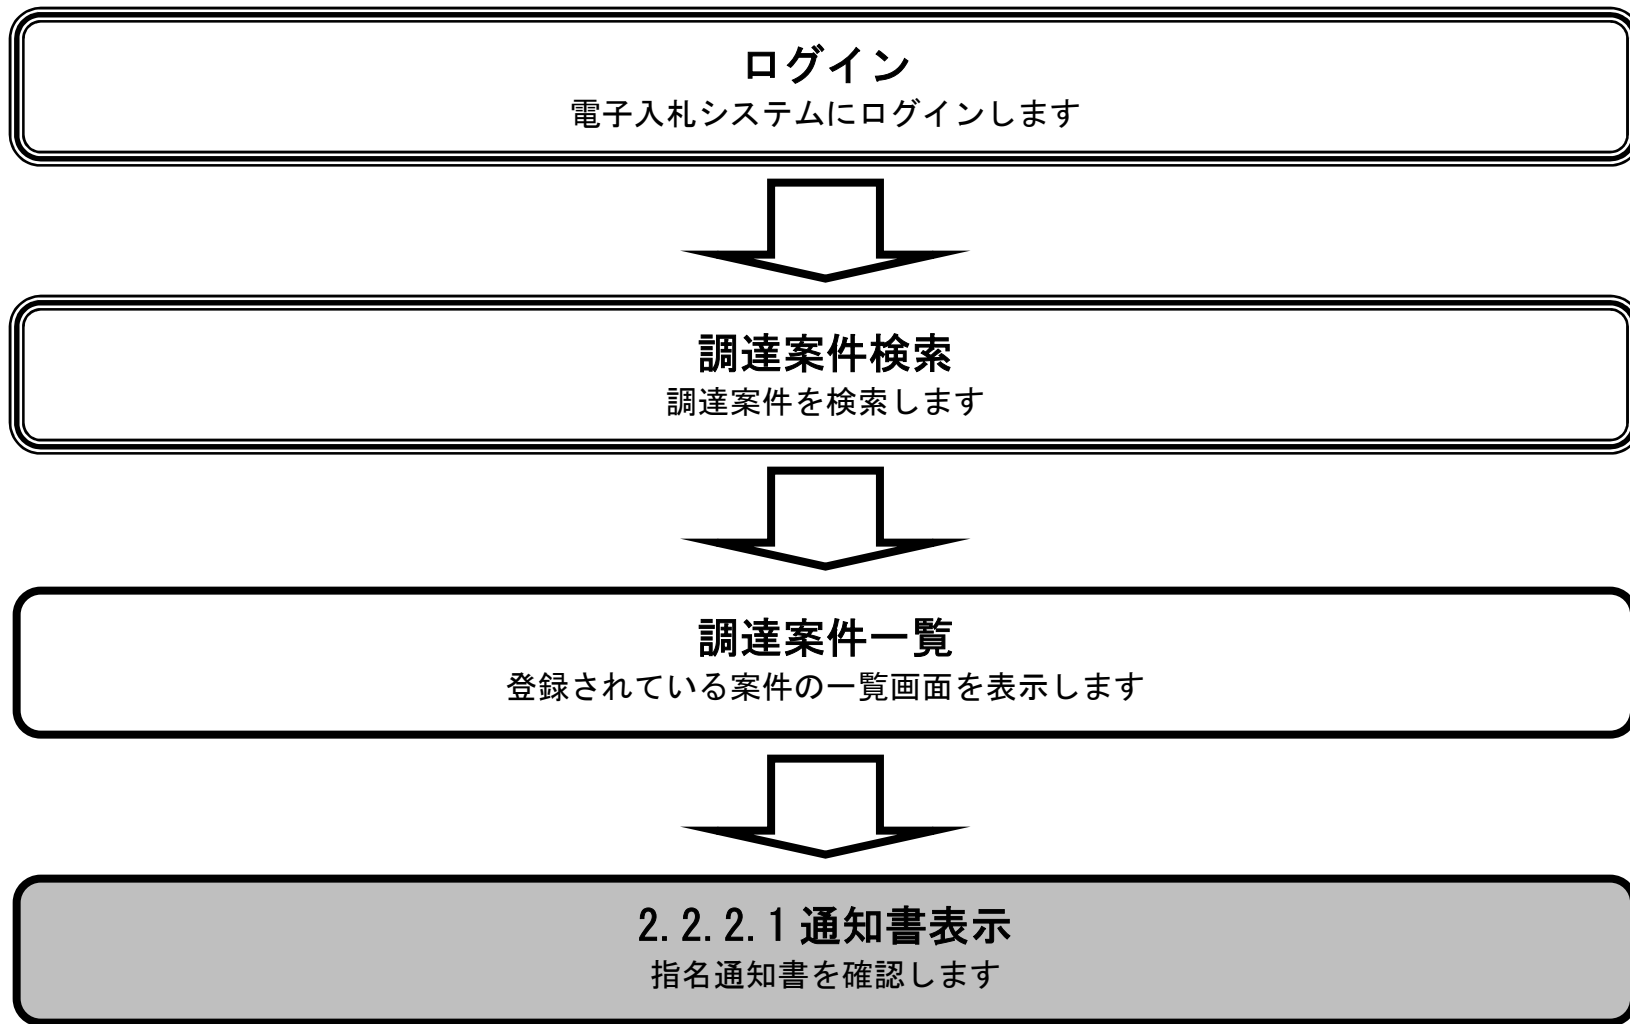 ログイン
電子入札システムにログインします
調達案件検索
調達案件を検索します
調達案件一覧
登録されている案件の一覧画面を表示します
2.2.2.1 通知書表示
指名通知書を確認します